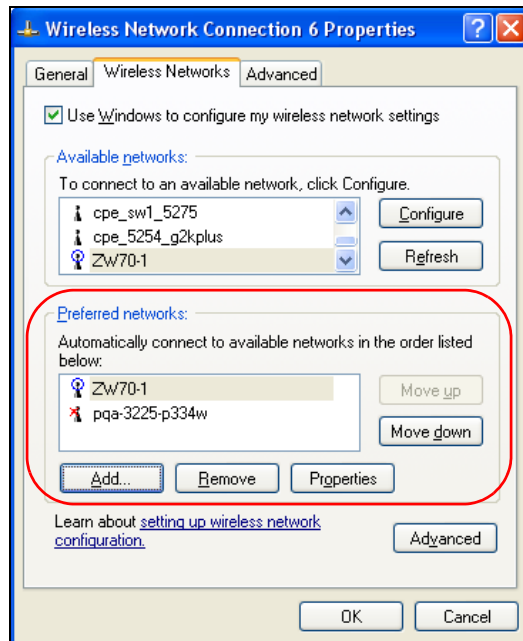 Wireless Network Connection 6 Properties
General Wireless Networks Advanced
Use Windows to configure my wireless network settings
Available networks:
To connect to an available network, click Configure.
cpe_sw1_5275
cpe_5254_g2kplus
ZW70-1
Configure
Refresh
Preferred networks:
Automatically connect to available networks in the order listed
below:
ZW70-1
pqa-3225-p334w
Move up
Move down
Add... Remove Properties
Learn about setting up wireless network
configuration.
Advanced
OK Cancel